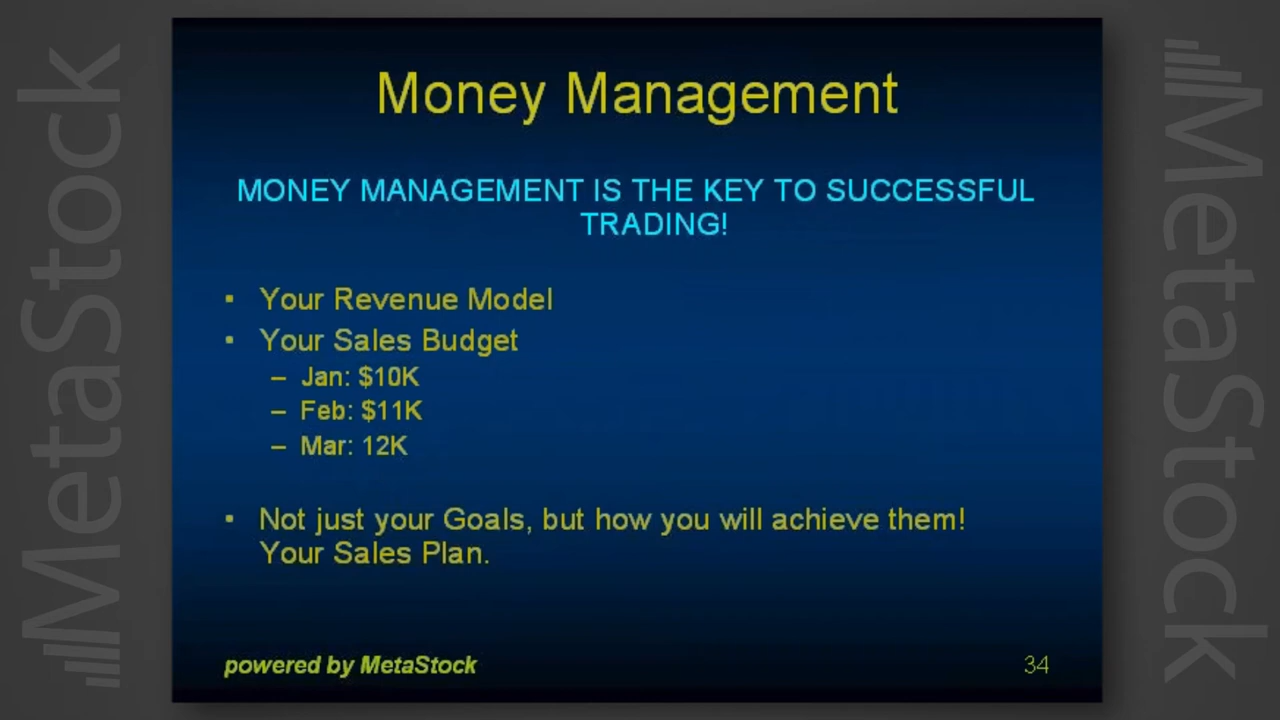 Money Management
MONEY MANAGEMENT IS THE KEY TO SUCCESSFUL
TRADING!
▪ Your Revenue Model
▪ Your Sales Budget
– Jan: $10K
– Feb: $11K
– Mar: 12K
▪ Not just your Goals, but how you will achieve them!
Your Sales Plan.
powered by MetaStock
34
MetaStock
MetaStock